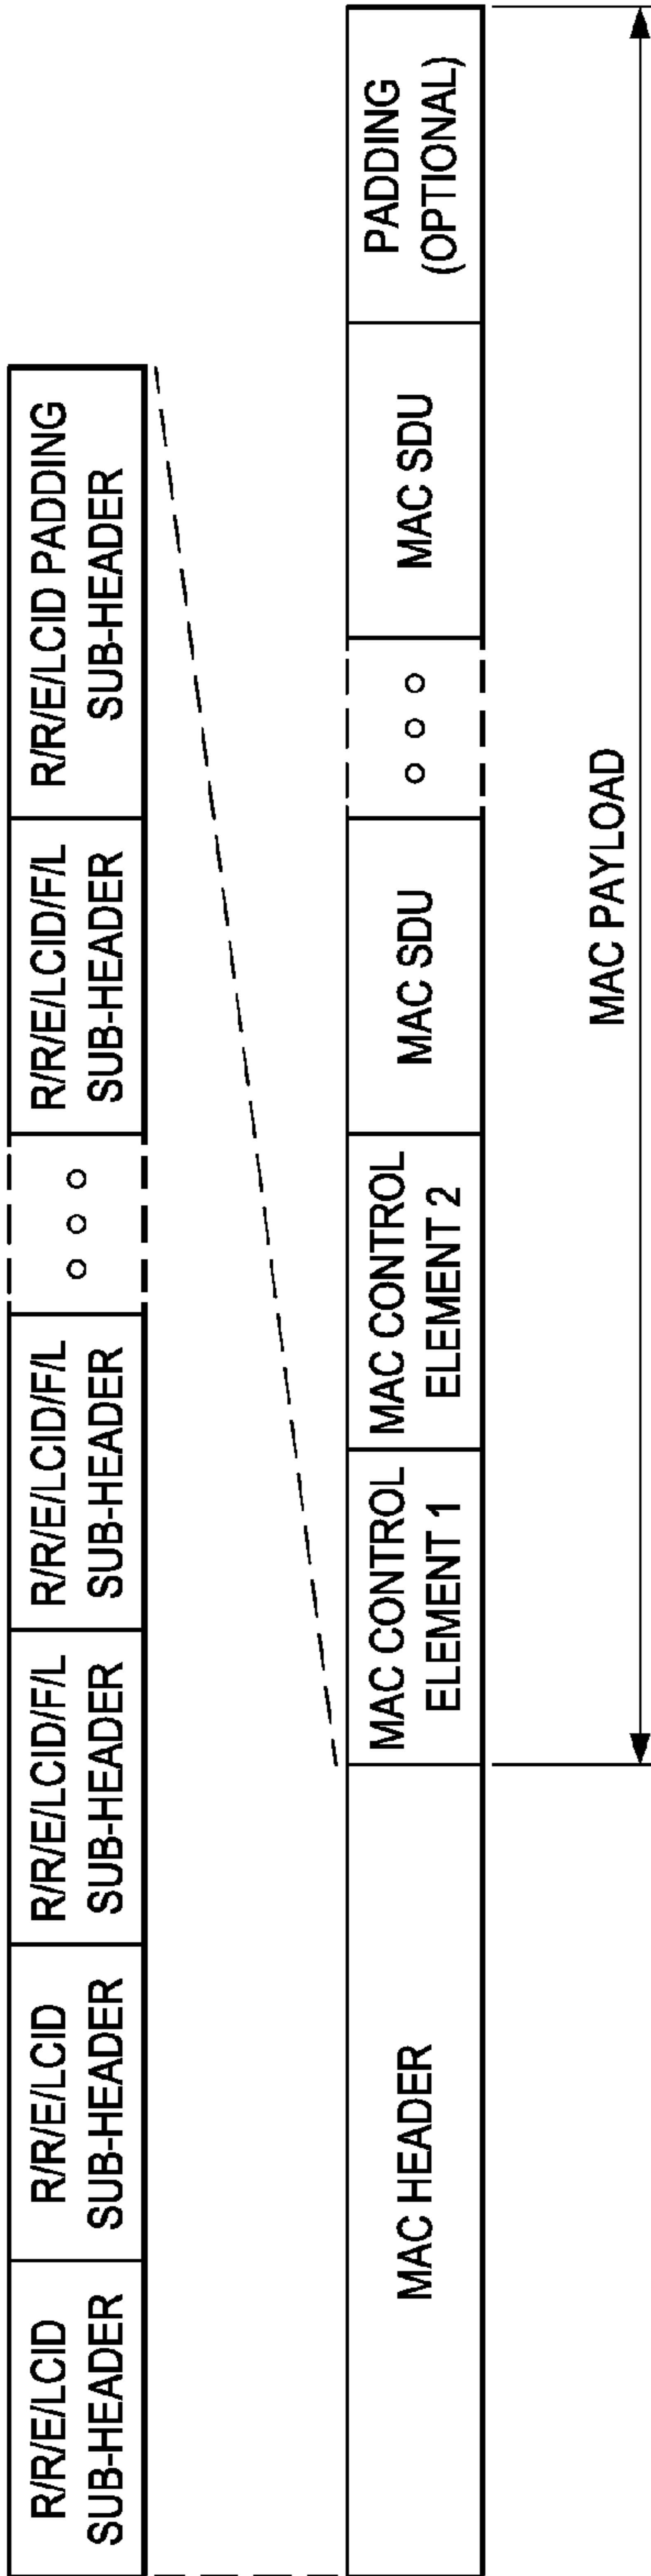 R/R/E/LCID
SUB-HEADER
R/R/E/LCID
SUB-HEADER
R/R/E/LCID/F/L
SUB-HEADER
R/R/E/LCID/F/L
SUB-HEADER
R/R/E/LCID/F/L
SUB-HEADER
R/R/E/LCID PADDING
SUB-HEADER
MAC HEADER
MAC CONTROL
ELEMENT 1
MAC CONTROL
ELEMENT 2
MAC SDU
MAC SDU
PADDING
(OPTIONAL)
MAC PAYLOAD